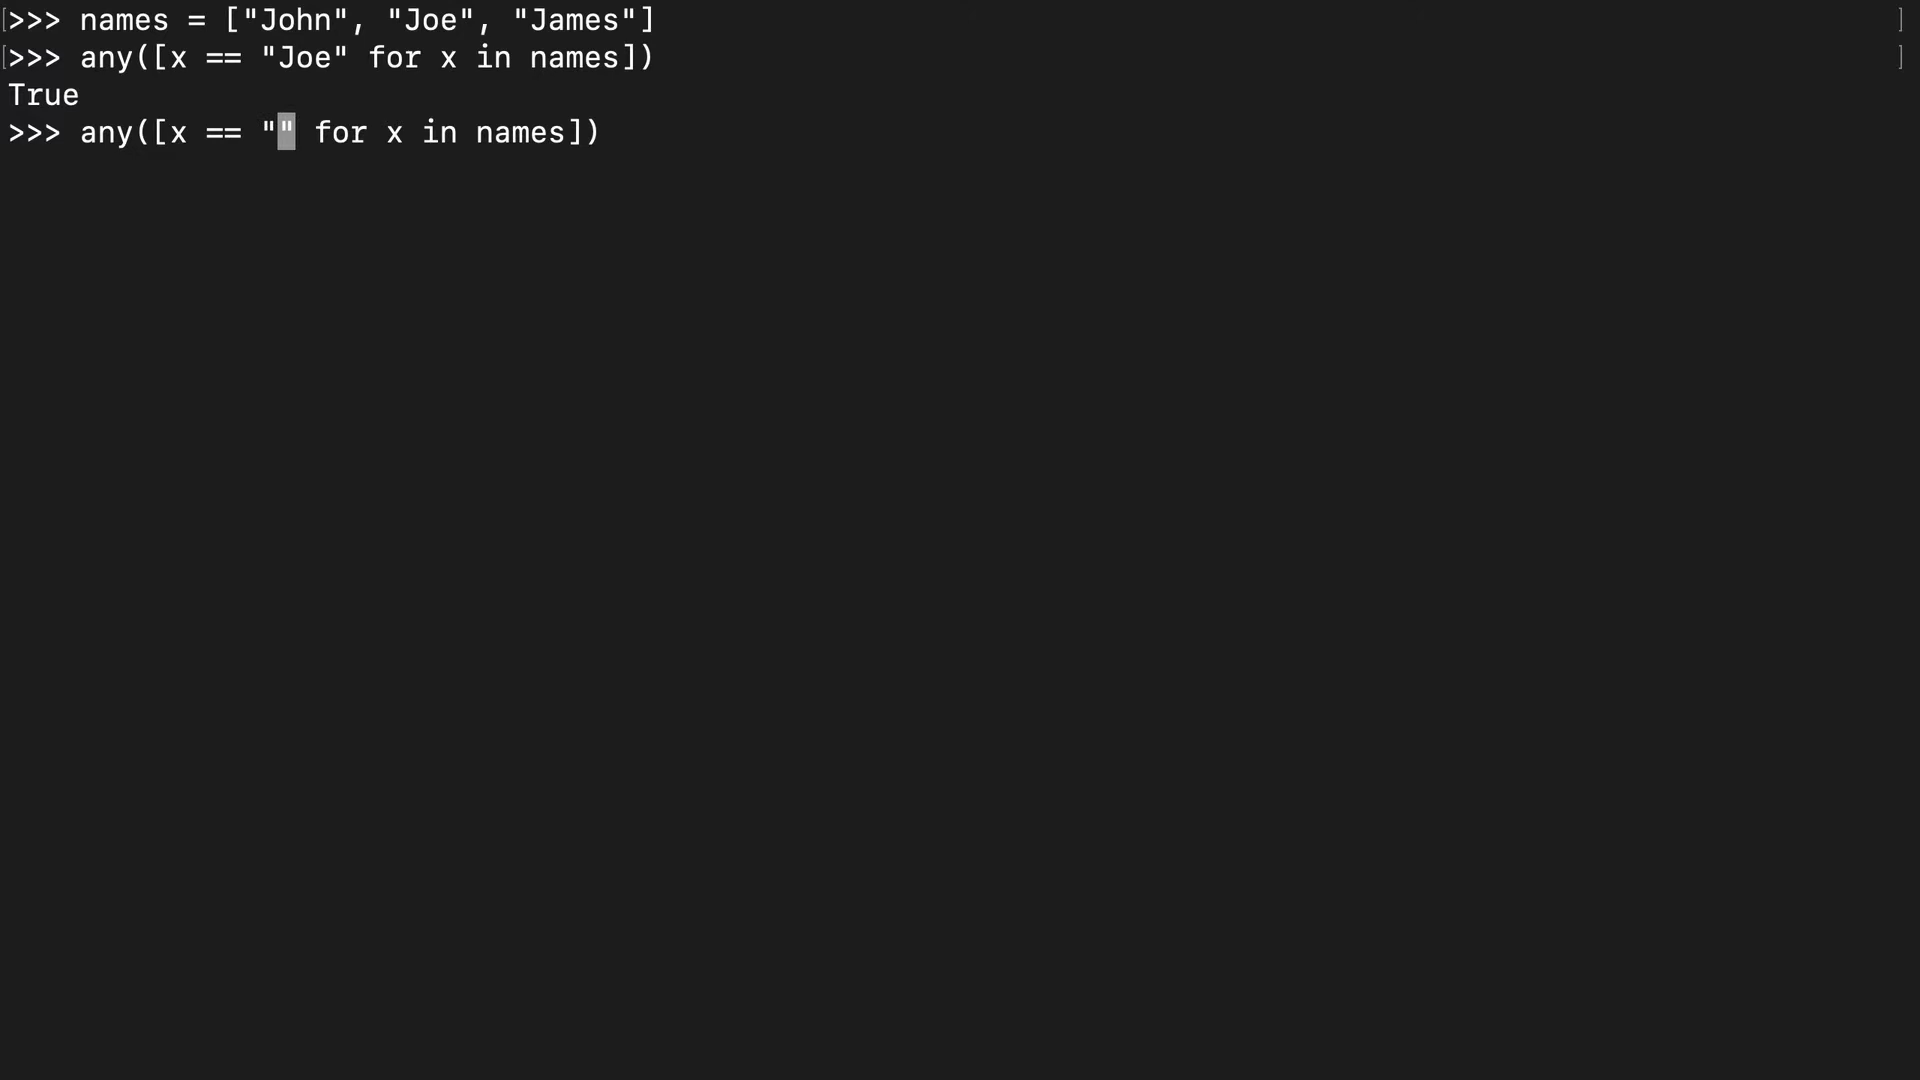 >>> names = ["John", "Joe", "James"]
>>> any([x == "Joe" for x in names])
True
>>> any([x == "" for x in names])